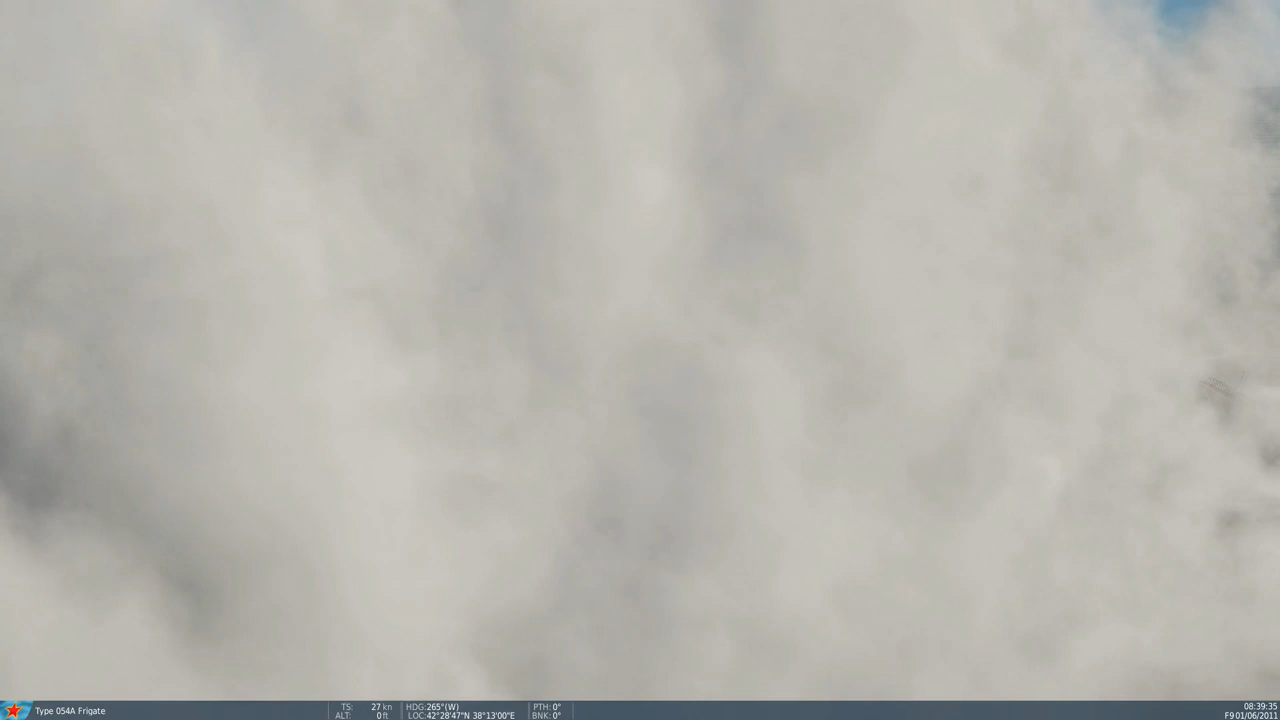 Type 054A Frigate
TS: 27 kn
ALT: 0 ft
HDG:265°(W)
LOC:42°28'47"N 38°13'00"E
PTH: 0°
BNK: 0°
08:39:35
F9 01/06/2011